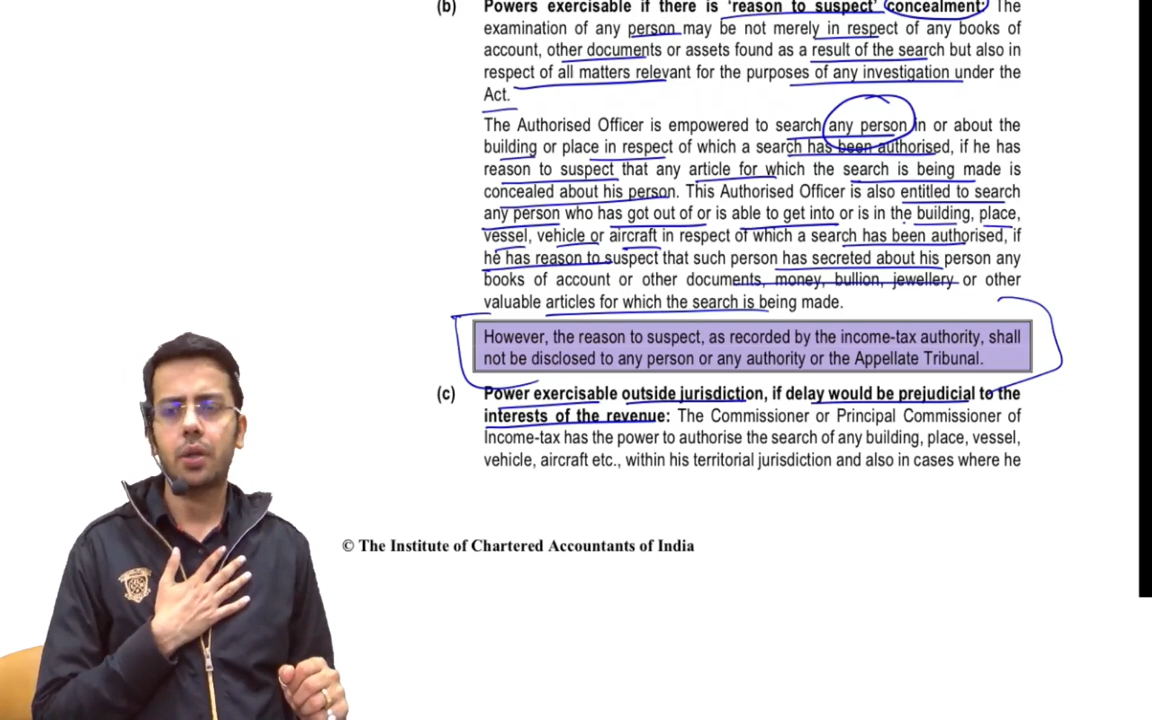 (b) Powers exercisable if there is 'reason to suspect' concealment: The
examination of any person may be not merely in respect of any books of
account, other documents or assets found as a result of the search but also in
respect of all matters relevant for the purposes of any investigation under the
Act.
The Authorised Officer is empowered to search any person in or about the
building or place in respect of which a search has been authorised, if he has
reason to suspect that any article for which the search is being made is
concealed about his person. This Authorised Officer is also entitled to search
any person who has got out of or is able to get into or is in the building, place,
vessel, vehicle or aircraft in respect of which a search has been authorised, if
he has reason to suspect that such person has secreted about his person any
books of account or other documents, money, bullion, jewellery or other
valuable articles for which the search is being made.
However, the reason to suspect, as recorded by the income-tax authority, shall
not be disclosed to any person or any authority or the Appellate Tribunal.
(c) Power exercisable outside jurisdiction, if delay would be prejudicial to the
interests of the revenue: The Commissioner or Principal Commissioner of
Income-tax has the power to authorise the search of any building, place, vessel,
vehicle, aircraft etc., within his territorial jurisdiction and also in cases where he
© The Institute of Chartered Accountants of India